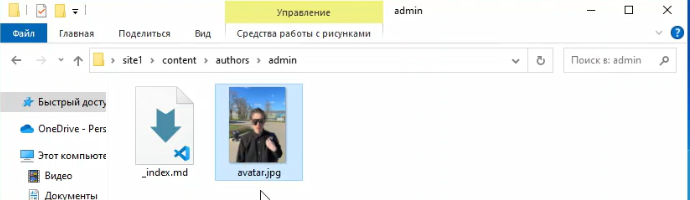 Управление
admin
Файл
Главная
Поделиться
Вид
Средства работы с рисунками
site1 > content > authors > admin
Поиск в: admin
Быстрый досту
OneDrive - Pers
Этот компьюте
Видео
Документы
_index.md
avatar.jpg